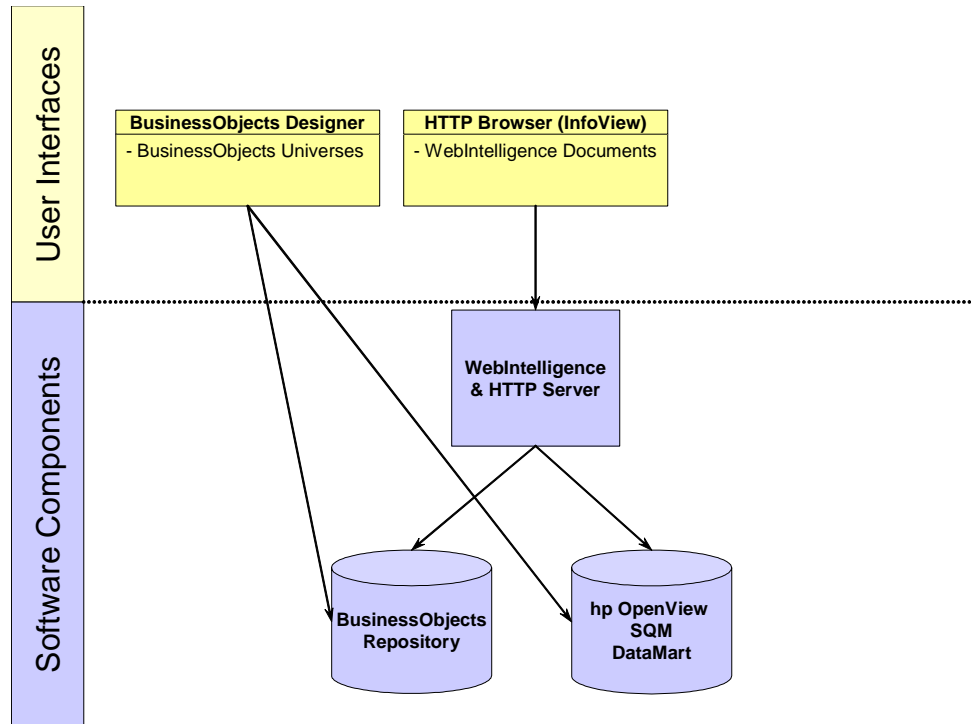 User Interfaces
BusinessObjects Designer
- BusinessObjects Universes
HTTP Browser (InfoView)
- WebIntelligence Documents
Software Components
WebIntelligence
& HTTP Server
BusinessObjects
Repository
hp OpenView
SQM
DataMart